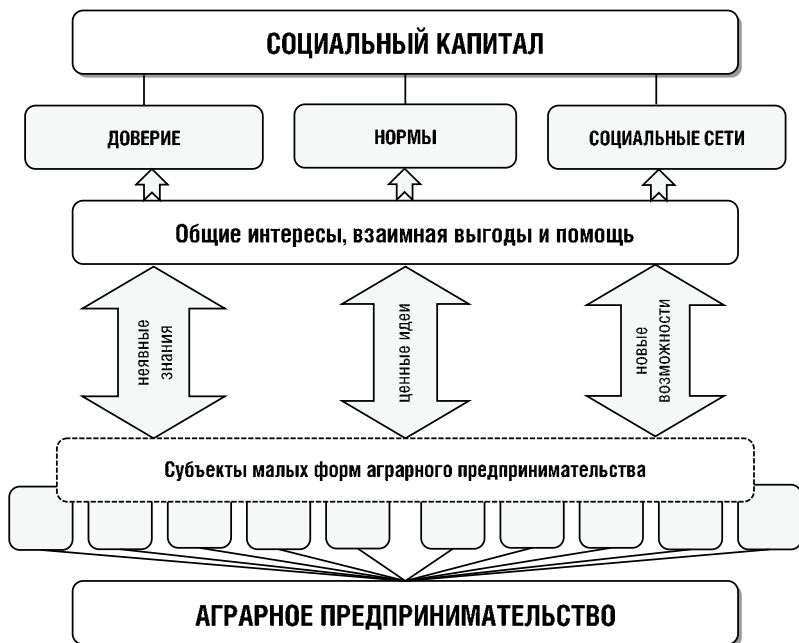 СОЦИАЛЬНЫЙ КАПИТАЛ
ДОВЕРИЕ
НОРМЫ
СОЦИАЛЬНЫЕ СЕТИ
Общие интересы, взаимная выгоды и помощь
неявные
знания
ценные идеи
новые
возможности
Субъекты малых форм аграрного предпринимательства
АГРАРНОЕ ПРЕДПРИНИМАТЕЛЬСТВО